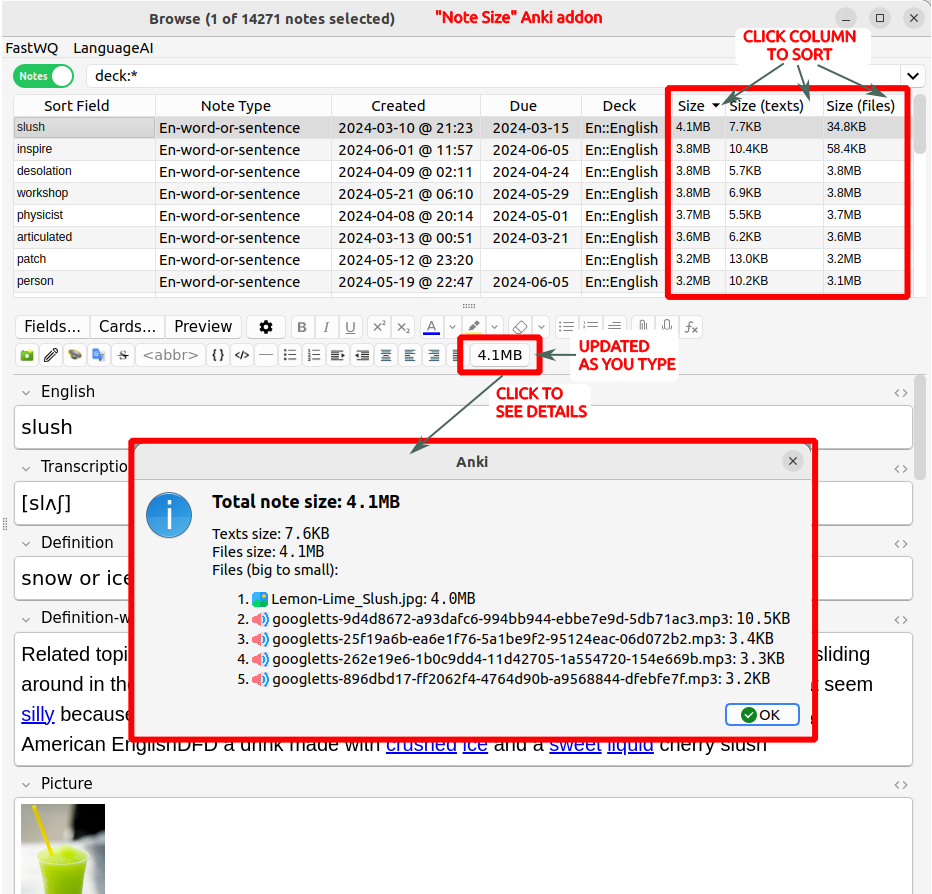 Browse (1 of 14271 notes selected)
"Note Size" Anki addon
FastWQ LanguageAI
CLICK COLUMN
TO SORT
Notes
deck:*
Sort Field Note Type Created Due Deck Size Size (texts) Size (files)
slush En-word-or-sentence 2024-03-10 @ 21:23 2024-03-15 En::English 4.1MB 7.7KB 34.8KB
inspire En-word-or-sentence 2024-06-01 @ 11:57 2024-06-05 En::English 3.8MB 10.4KB 58.4KB
desolation En-word-or-sentence 2024-04-09 @ 02:11 2024-04-24 En::English 3.8MB 5.7KB 3.8MB
workshop En-word-or-sentence 2024-05-21 @ 06:10 2024-05-29 En::English 3.8MB 6.9KB 3.8MB
physicist En-word-or-sentence 2024-04-08 @ 20:14 2024-05-01 En::English 3.7MB 5.5KB 3.7MB
articulated En-word-or-sentence 2024-03-13 @ 00:51 2024-03-21 En::English 3.6MB 6.2KB 3.6MB
patch En-word-or-sentence 2024-05-12 @ 23:20 En::English 3.2MB 13.0KB 3.2MB
person En-word-or-sentence 2024-05-19 @ 22:47 2024-06-05 En::English 3.2MB 10.2KB 3.1MB
Fields... Cards... Preview B I U x² x₂ A fx
S <abbr> {} </> 4.1MB
UPDATED
AS YOU TYPE
CLICK TO
SEE DETAILS
English
slush
Transcriptio
[slʌʃ]
Definition
snow or ice
Definition-w
Related topi sliding
around in the t seem
silly because
American EnglishDFD a drink made with crushed ice and a sweet liquid cherry slush
Picture
Anki
Total note size: 4.1MB
Texts size: 7.6KB
Files size: 4.1MB
Files (big to small):
1. Lemon-Lime_Slush.jpg: 4.0MB
2. googletts-9d4d8672-a93dafc6-994bb944-ebbe7e9d-5db71ac3.mp3: 10.5KB
3. googletts-25f19a6b-ea6e1f76-5a1be9f2-95124eac-06d072b2.mp3: 3.4KB
4. googletts-262e19e6-1b0c9dd4-11d42705-1a554720-154e669b.mp3: 3.3KB
5. googletts-896dbd17-ff2062f4-4764d90b-a9568844-dfebfe7f.mp3: 3.2KB
OK